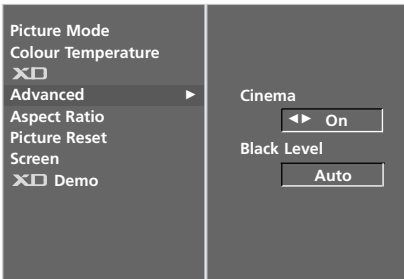 Picture Mode
Colour Temperature
XD
Advanced ►
Aspect Ratio
Picture Reset
Screen
XD Demo
Cinema
◄► On
Black Level
Auto